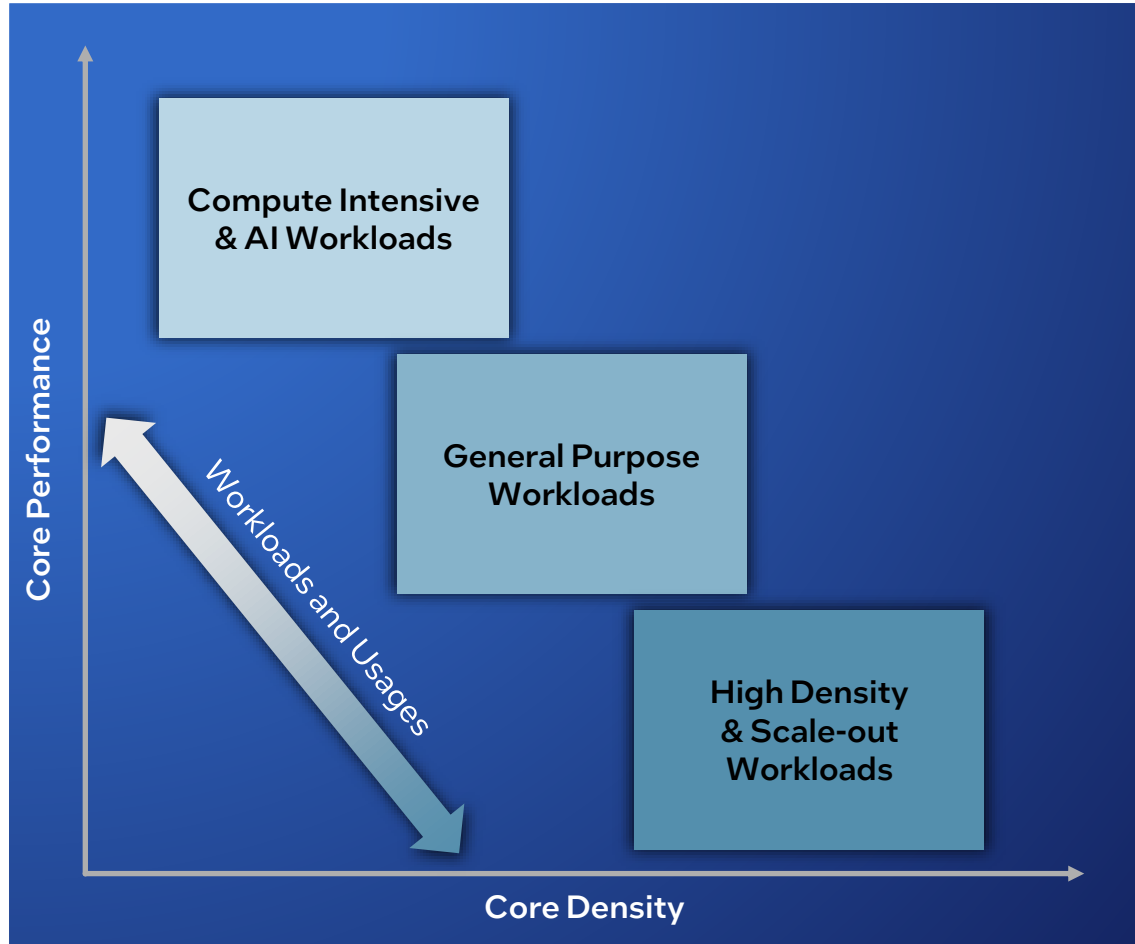 Compute Intensive
& AI Workloads
Core Performance
General Purpose
Workloads
Workloads and Usages
High Density
& Scale-out
Workloads
Core Density